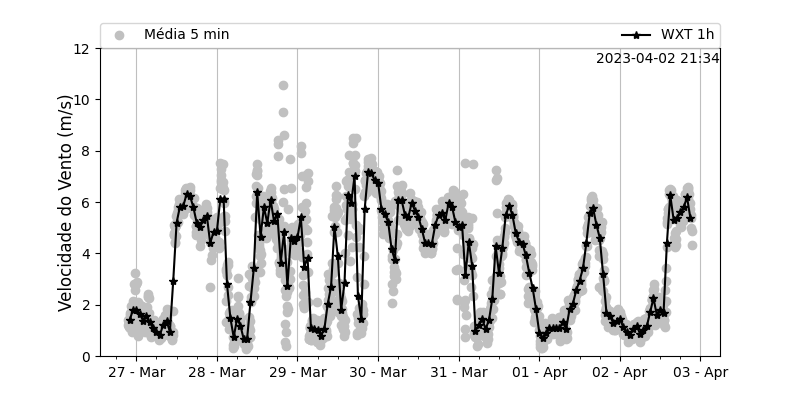 Média 5 min
WXT 1h
2023-04-02 21:34
Velocidade do Vento (m/s)
12
10
8
6
4
2
0
27 - Mar
28 - Mar
29 - Mar
30 - Mar
31 - Mar
01 - Apr
02 - Apr
03 - Apr